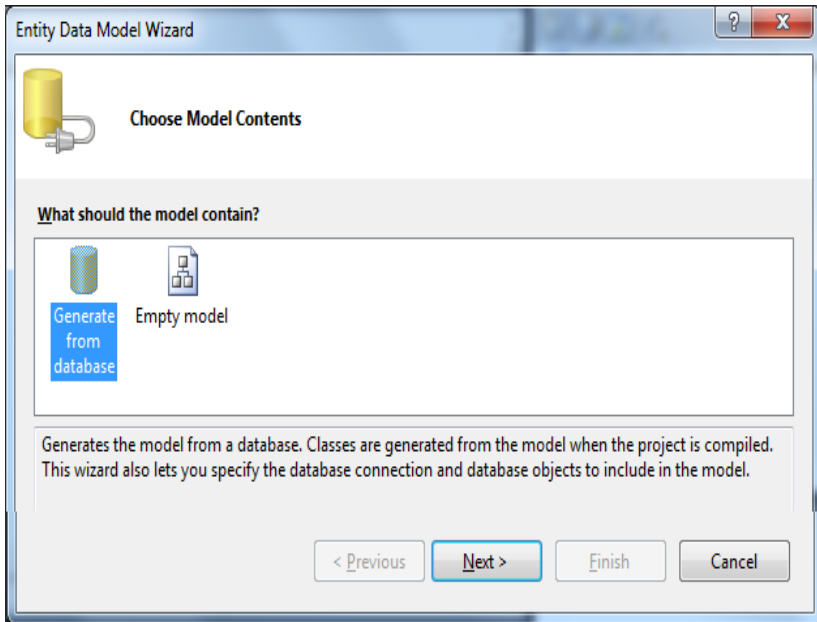 Entity Data Model Wizard
?
X
Choose Model Contents
What should the model contain?
Generate
from
database
Empty model
Generates the model from a database. Classes are generated from the model when the project is compiled.
This wizard also lets you specify the database connection and database objects to include in the model.
< Previous
Next >
Finish
Cancel